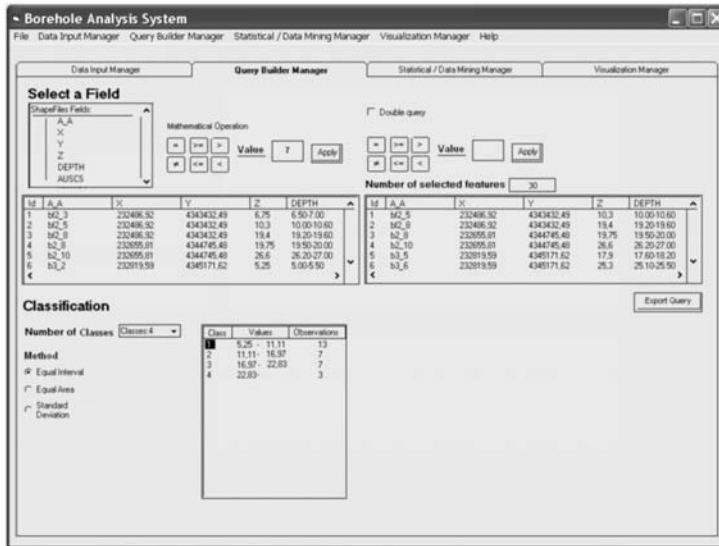 Borehole Analysis System
File Data Input Manager Query Builder Manager Statistical / Data Mining Manager Visualization Manager Help
Data Input Manager Query Builder Manager Statistical / Data Mining Manager Visualization Manager
Select a Field
ShapeFiles Fields:
A_A
X
Y
Z
DEPTH
AUSCS
Mathematical Operation
= >= >
≠ <= <
Value 7 Apply
Double query
= >= >
≠ <= <
Value Apply
Number of selected features 30
Id A_A X Y Z DEPTH
1 bf2_3 232486,92 4343432,49 6,75 6.50-7.00
2 bf2_5 232486,92 4343432,49 10,3 10.00-10.60
3 bf2_8 232486,92 4343432,49 19,4 19.20-19.60
4 b2_8 232655,81 4344745,48 19,75 19.50-20.00
5 b2_10 232655,81 4344745,48 26,6 26.20-27.00
6 b3_2 232819,59 4345171,62 5,25 5.00-5.50
Id A_A X Y Z DEPTH
1 bf2_5 232486,92 4343432,49 10,3 10.00-10.60
2 bf2_8 232486,92 4343432,49 19,4 19.20-19.60
3 b2_8 232655,81 4344745,48 19,75 19.50-20.00
4 b2_10 232655,81 4344745,48 26,6 26.20-27.00
5 b3_5 232819,59 4345171,62 17,9 17.60-18.20
6 b3_6 232819,59 4345171,62 25,3 25.10-25.50
Export Query
Classification
Number of Classes Classes:4
Method
Equal Interval
Equal Area
Standard
Deviation
Class Values Observations
1 5,25 - 11,11 13
2 11,11- 16,97 7
3 16,97- 22,83 7
4 22,83- 3